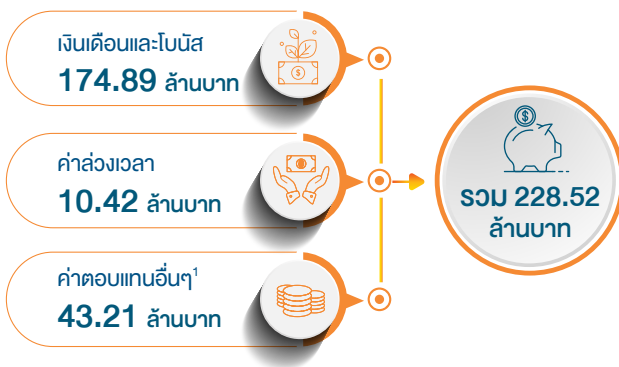 เงินเดือนและโบนัส
174.89 ล้านบาท
ค่าล่วงเวลา
10.42 ล้านบาท
ค่าตอบแทนอื่นๆ1
43.21 ล้านบาท
รวม 228.52
ล้านบาท